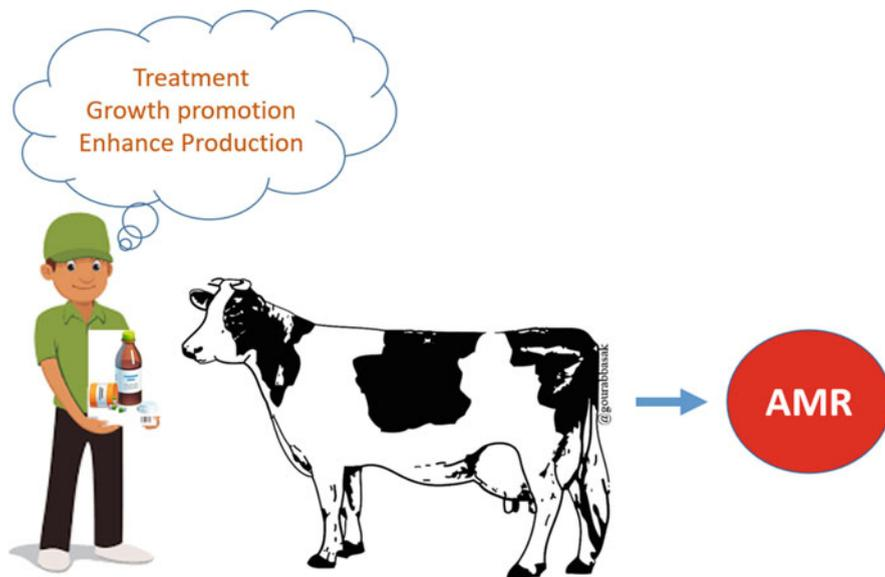 Treatment
Growth promotion
Enhance Production
@gourabbasak
AMR